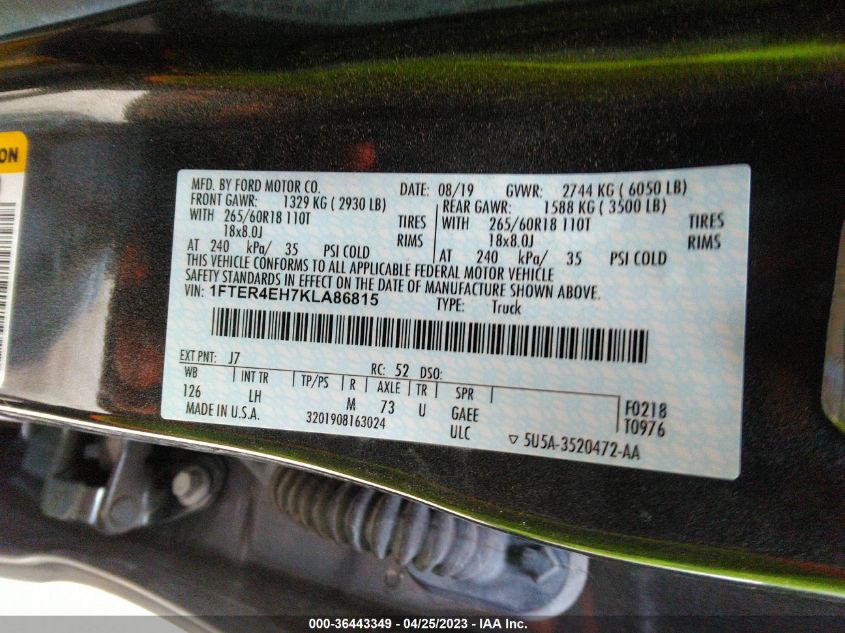 ON
MFD. BY FORD MOTOR CO. DATE: 08/19 GVWR: 2744 KG ( 6050 LB)
FRONT GAWR: 1329 KG ( 2930 LB) REAR GAWR: 1588 KG ( 3500 LB)
WITH 265/60R18 110T TIRES WITH 265/60R18 110T TIRES
18x8.0J RIMS 18x8.0J RIMS
AT 240 kPa/ 35 PSI COLD AT 240 kPa/ 35 PSI COLD
THIS VEHICLE CONFORMS TO ALL APPLICABLE FEDERAL MOTOR VEHICLE
SAFETY STANDARDS IN EFFECT ON THE DATE OF MANUFACTURE SHOWN ABOVE.
VIN: 1FTER4EH7KLA86815 TYPE: Truck
EXT PNT: J7 RC: 52 DSO:
WB INT TR TP/PS R AXLE TR SPR
126 LH M 73 U GAEE F0218
MADE IN U.S.A. 3201908163024 ULC T0976
▽ 5U5A-3520472-AA
000-36443349 / 04/25/2023 - IAA Inc.